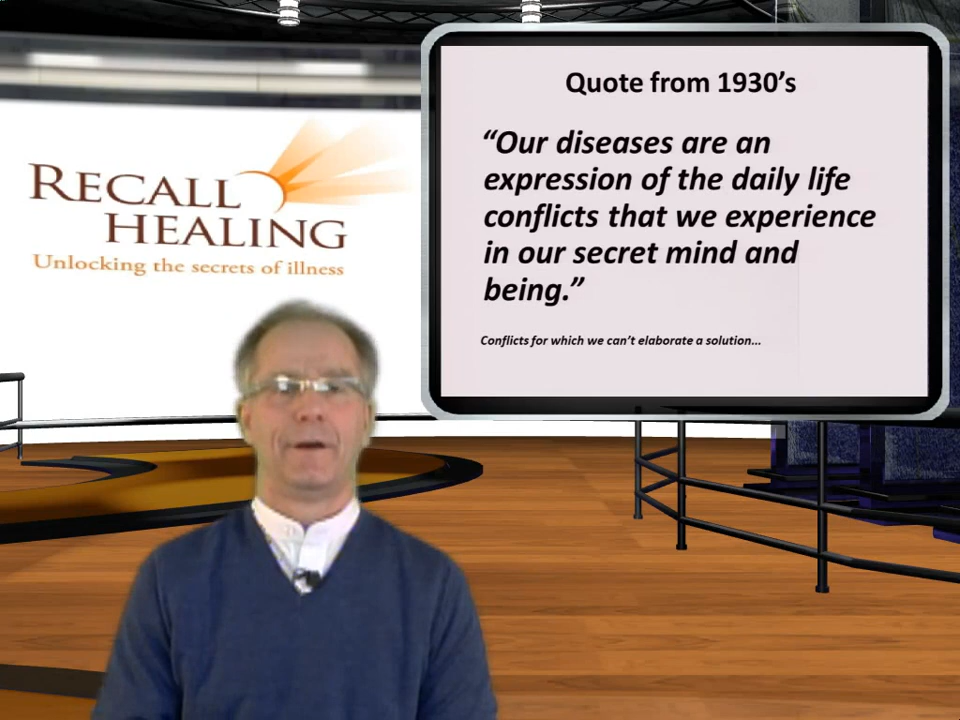 RECALL
HEALING
Unlocking the secrets of illness
Quote from 1930’s
“Our diseases are an
expression of the daily life
conflicts that we experience
in our secret mind and
being.”
Conflicts for which we can’t elaborate a solution...